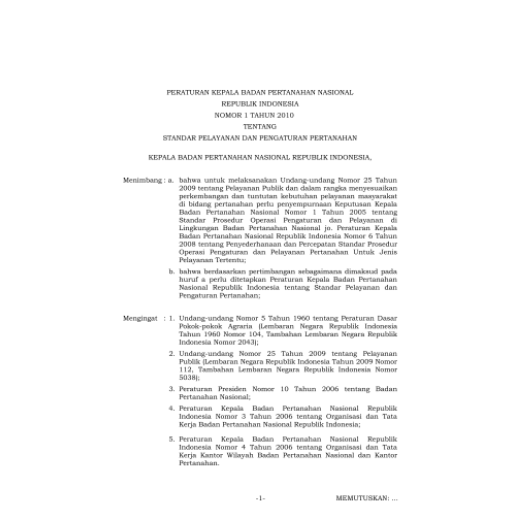 PERATURAN KEPALA BADAN PERTANAHAN NASIONAL
REPUBLIK INDONESIA
NOMOR 1 TAHUN 2010
TENTANG
STANDAR PELAYANAN DAN PENGATURAN PERTANAHAN
KEPALA BADAN PERTANAHAN NASIONAL REPUBLIK INDONESIA,
Menimbang : a. bahwa untuk melaksanakan Undang-undang Nomor 25 Tahun
2009 tentang Pelayanan Publik dan dalam rangka menyesuaikan
perkembangan dan tuntutan kebutuhan pelayanan masyarakat
di bidang pertanahan perlu penyempurnaan Keputusan Kepala
Badan Pertanahan Nasional Nomor 1 Tahun 2005 tentang
Standar Prosedur Operasi Pengaturan dan Pelayanan di
Lingkungan Badan Pertanahan Nasional jo. Peraturan Kepala
Badan Pertanahan Nasional Republik Indonesia Nomor 6 Tahun
2008 tentang Penyederhanaan dan Percepatan Standar Prosedur
Operasi Pengaturan dan Pelayanan Pertanahan Untuk Jenis
Pelayanan Tertentu;
b. bahwa berdasarkan pertimbangan sebagaimana dimaksud pada
huruf a perlu ditetapkan Peraturan Kepala Badan Pertanahan
Nasional Republik Indonesia tentang Standar Pelayanan dan
Pengaturan Pertanahan;
Mengingat : 1. Undang-undang Nomor 5 Tahun 1960 tentang Peraturan Dasar
Pokok-pokok Agraria (Lembaran Negara Republik Indonesia
Tahun 1960 Nomor 104, Tambahan Lembaran Negara Republik
Indonesia Nomor 2043);
2. Undang-undang Nomor 25 Tahun 2009 tentang Pelayanan
Publik (Lembaran Negara Republik Indonesia Tahun 2009 Nomor
112, Tambahan Lembaran Negara Republik Indonesia Nomor
5038);
3. Peraturan Presiden Nomor 10 Tahun 2006 tentang Badan
Pertanahan Nasional;
4. Peraturan Kepala Badan Pertanahan Nasional Republik
Indonesia Nomor 3 Tahun 2006 tentang Organisasi dan Tata
Kerja Badan Pertanahan Nasional Republik Indonesia;
5. Peraturan Kepala Badan Pertanahan Nasional Republik
Indonesia Nomor 4 Tahun 2006 tentang Organisasi dan Tata
Kerja Kantor Wilayah Badan Pertanahan Nasional dan Kantor
Pertanahan.
-1- MEMUTUSKAN: ...